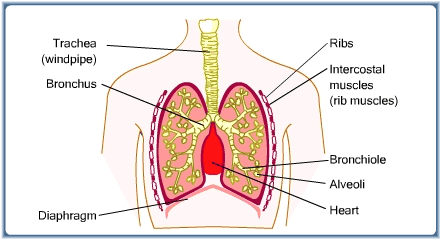 Trachea
(windpipe)
Bronchus
Diaphragm
Ribs
Intercostal
muscles
(rib muscles)
Bronchiole
Alveoli
Heart